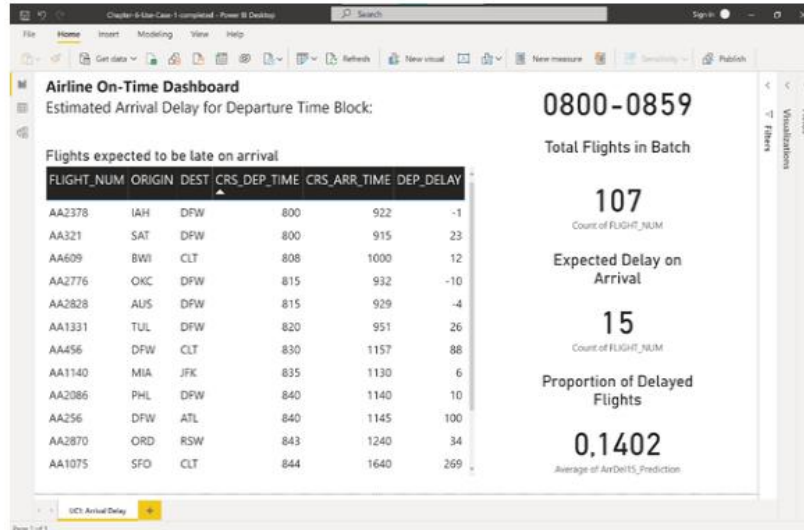 Chapter-6-Use-Case-1-completed - Power BI Desktop
Search
Sign in
File Home Insert Modeling View Help
Get data Refresh New visual New measure Sensitivity Publish
Airline On-Time Dashboard
Estimated Arrival Delay for Departure Time Block:
Flights expected to be late on arrival
FLIGHT_NUM ORIGIN DEST CRS_DEP_TIME CRS_ARR_TIME DEP_DELAY
AA2378 IAH DFW 800 922 -1
AA321 SAT DFW 800 915 23
AA609 BWI CLT 808 1000 12
AA2776 OKC DFW 815 932 -10
AA2828 AUS DFW 815 929 -4
AA1331 TUL DFW 820 951 26
AA456 DFW CLT 830 1157 88
AA1140 MIA JFK 835 1130 6
AA2086 PHL DFW 840 1140 10
AA256 DFW ATL 840 1145 100
AA2870 ORD RSW 843 1240 34
AA1075 SFO CLT 844 1640 269
0800-0859
Total Flights in Batch
107
Count of FLIGHT_NUM
Expected Delay on
Arrival
15
Count of FLIGHT_NUM
Proportion of Delayed
Flights
0,1402
Average of ArrDel15_Prediction
Filters
Visualizations
UC1: Arrival Delay